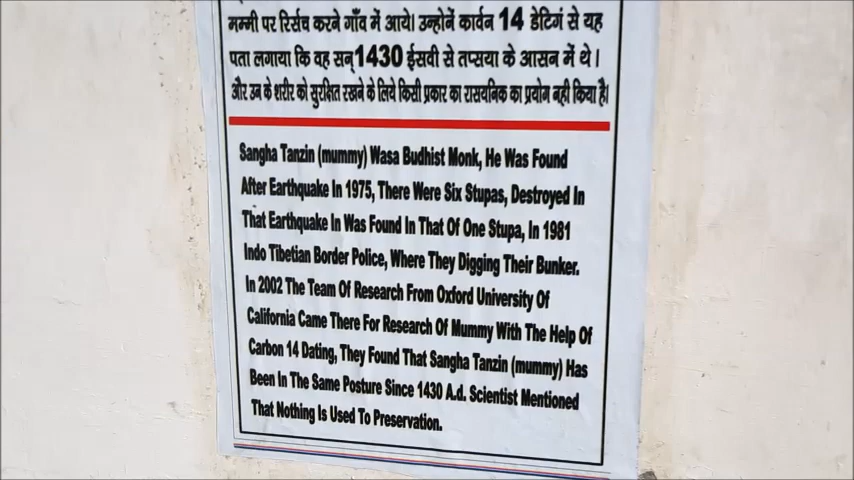 मम्मी पर रिर्सच करने गाँव में आये। उन्होनें कार्वन 14 डेटिगं से यह
पता लगाया कि वह सन् 1430 ईसवी से तप्सया के आसन में थे।
और उन के शरीर को सुरक्षित रखने के लिये किसी प्रकार का रासयनिक का प्रयोग नही किया है।
Sangha Tanzin (mummy) Wasa Budhist Monk, He Was Found
After Earthquake In 1975, There Were Six Stupas, Destroyed In
That Earthquake In Was Found In That Of One Stupa, In 1981
Indo Tibetian Border Police, Where They Digging Their Bunker.
In 2002 The Team Of Research From Oxford University Of
California Came There For Research Of Mummy With The Help Of
Carbon 14 Dating, They Found That Sangha Tanzin (mummy) Has
Been In The Same Posture Since 1430 A.d. Scientist Mentioned
That Nothing Is Used To Preservation.